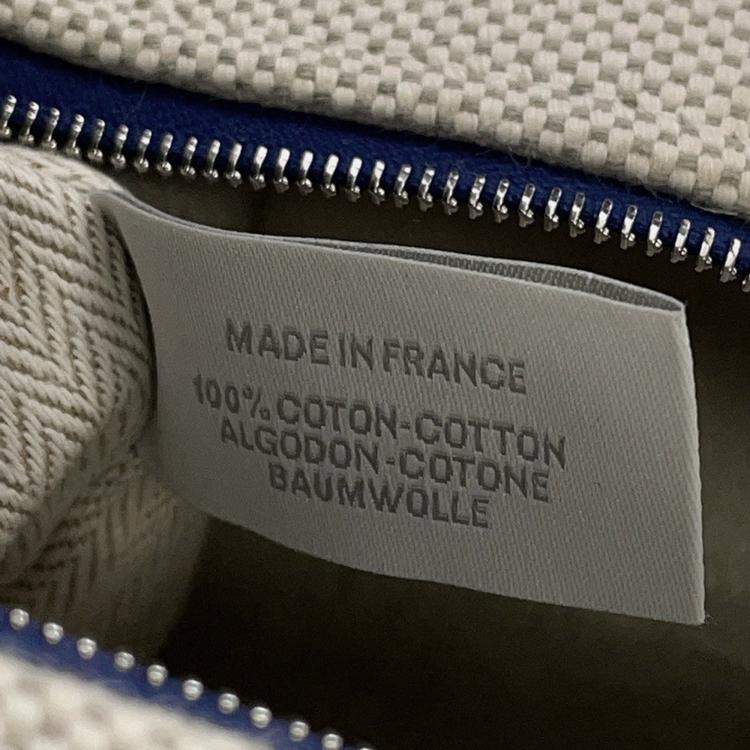 MADE IN FRANCE
100% COTON-COTTON
ALGODON-COTONE
BAUMWOLLE